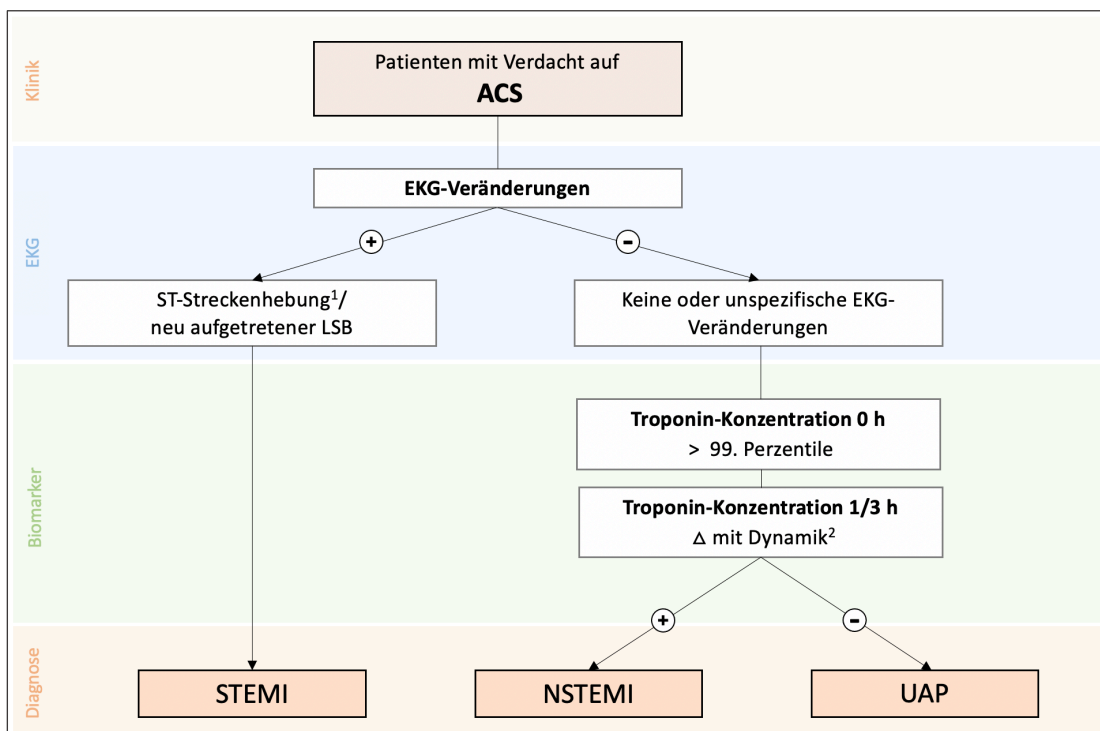 Klinik
Patienten mit Verdacht auf
ACS
EKG
EKG-Veränderungen
+
-
ST-Streckenhebung¹/
neu aufgetretener LSB
Keine oder unspezifische EKG-
Veränderungen
Biomarker
Troponin-Konzentration 0 h
> 99. Perzentile
Troponin-Konzentration 1/3 h
Δ mit Dynamik²
+
-
Diagnose
STEMI
NSTEMI
UAP